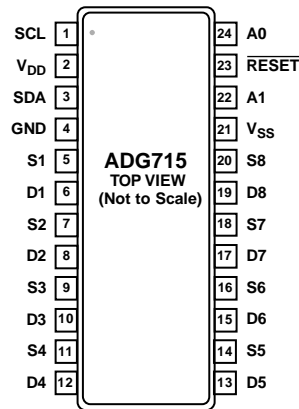 SCL 1 24 A0
VDD 2 23 RESET
SDA 3 22 A1
GND 4 21 VSS
S1 5 20 S8
ADG715
D1 6 19 D8
TOP VIEW
(Not to Scale)
S2 7 18 S7
D2 8 17 D7
S3 9 16 S6
D3 10 15 D6
S4 11 14 S5
D4 12 13 D5